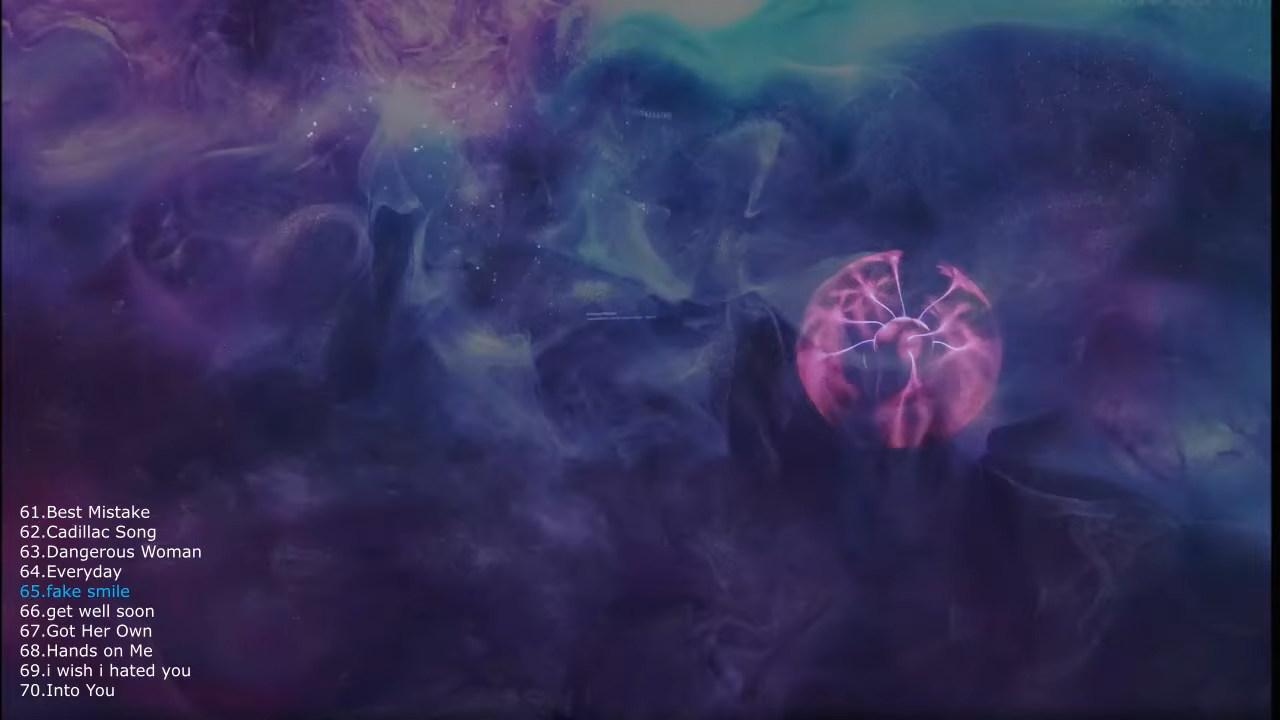 61.Best Mistake
62.Cadillac Song
63.Dangerous Woman
64.Everyday
65.fake smile
66.get well soon
67.Got Her Own
68.Hands on Me
69.i wish i hated you
70.Into You